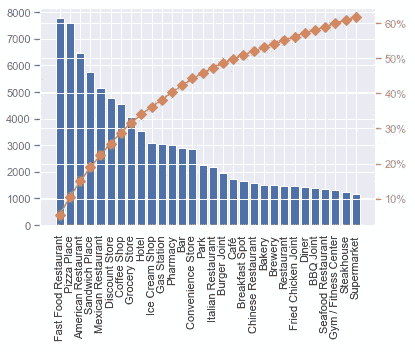 8000
7000
6000
5000
4000
3000
2000
1000
0
60%
50%
40%
30%
20%
10%
Fast Food Restaurant
Pizza Place
American Restaurant
Sandwich Place
Mexican Restaurant
Discount Store
Coffee Shop
Grocery Store
Hotel
Ice Cream Shop
Gas Station
Pharmacy
Bar
Convenience Store
Park
Italian Restaurant
Burger Joint
Café
Breakfast Spot
Chinese Restaurant
Bakery
Brewery
Restaurant
Fried Chicken Joint
Diner
BBQ Joint
Seafood Restaurant
Gym / Fitness Center
Steakhouse
Supermarket